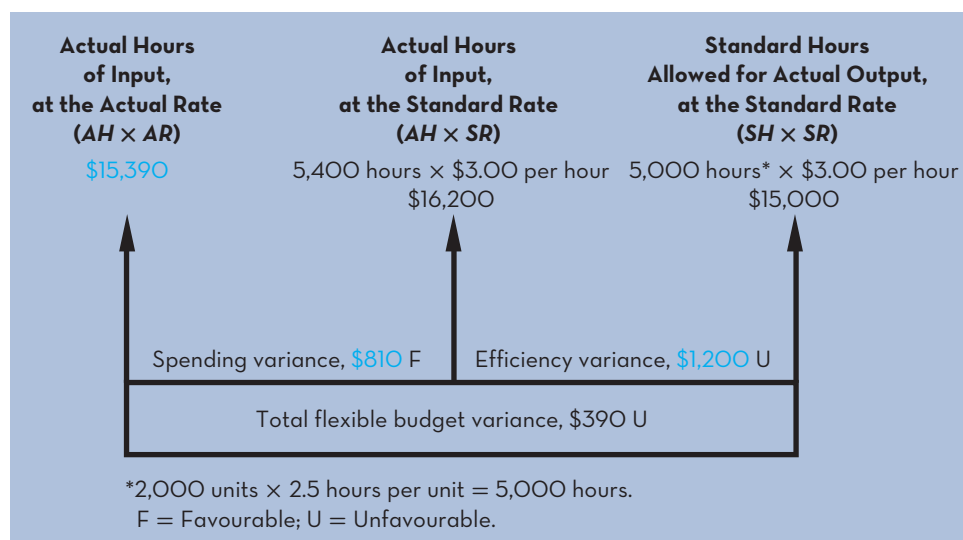 Actual Hours
of Input,
at the Actual Rate
(AH × AR)
$15,390
Actual Hours
of Input,
at the Standard Rate
(AH × SR)
5,400 hours × $3.00 per hour
$16,200
Standard Hours
Allowed for Actual Output,
at the Standard Rate
(SH × SR)
5,000 hours* × $3.00 per hour
$15,000
Spending variance, $810 F
Efficiency variance, $1,200 U
Total flexible budget variance, $390 U
*2,000 units × 2.5 hours per unit = 5,000 hours.
F = Favourable; U = Unfavourable.